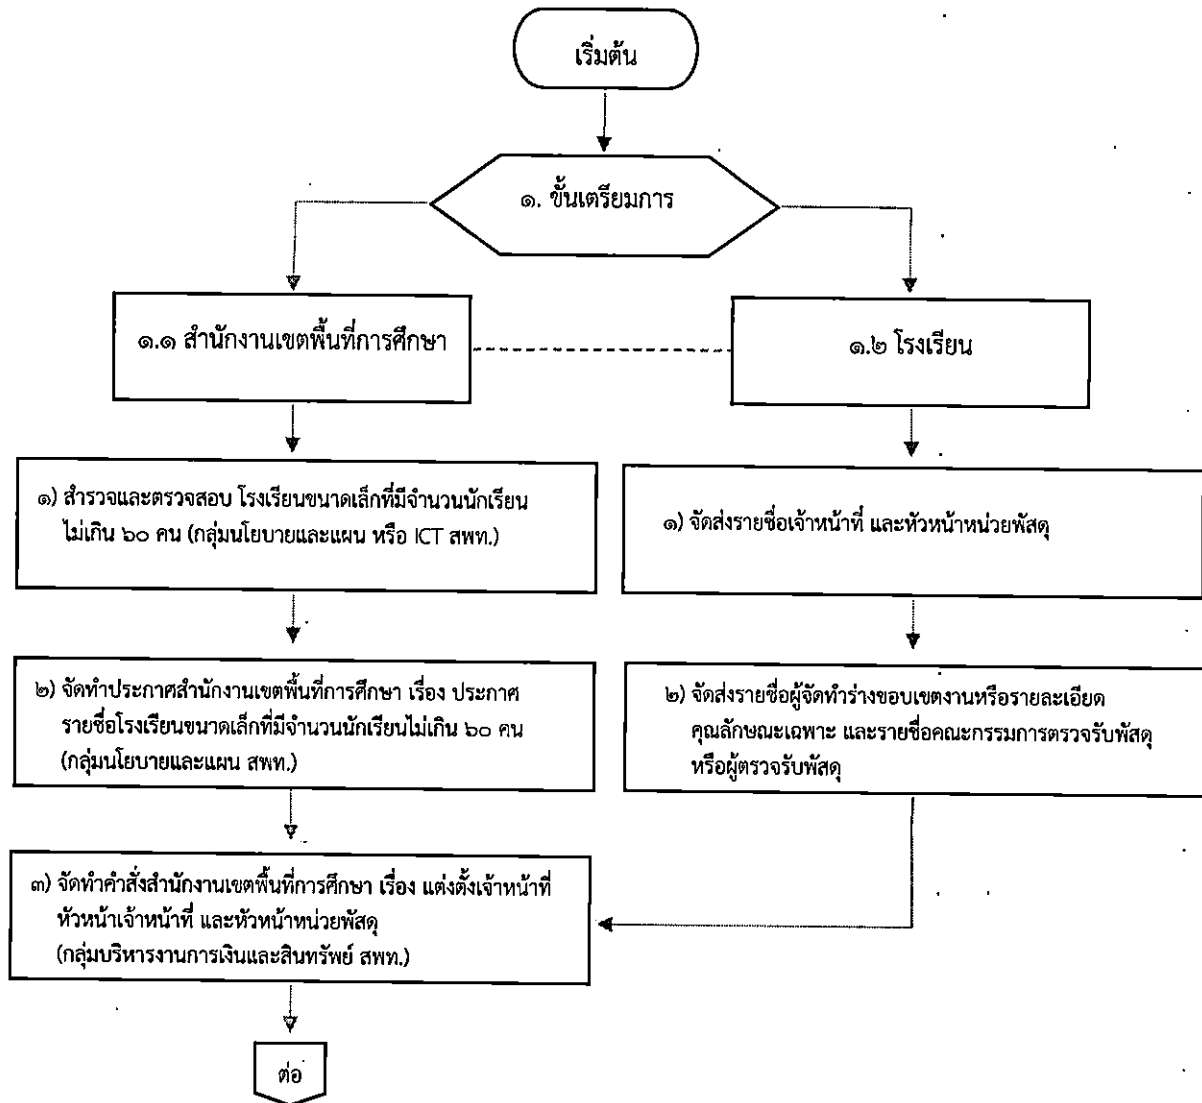 เริ่มต้น
๑. ขั้นเตรียมการ
๑.๑ สำนักงานเขตพื้นที่การศึกษา
๑.๒ โรงเรียน
๑) สำรวจและตรวจสอบ โรงเรียนขนาดเล็กที่มีจำนวนนักเรียน
ไม่เกิน ๖๐ คน (กลุ่มนโยบายและแผน หรือ ICT สพท.)
๑) จัดส่งรายชื่อเจ้าหน้าที่ และหัวหน้าหน่วยพัสดุ
๒) จัดทำประกาศสำนักงานเขตพื้นที่การศึกษา เรื่อง ประกาศ
รายชื่อโรงเรียนขนาดเล็กที่มีจำนวนนักเรียนไม่เกิน ๖๐ คน
(กลุ่มนโยบายและแผน สพท.)
๒) จัดส่งรายชื่อผู้จัดทำร่างขอบเขตงานหรือรายละเอียด
คุณลักษณะเฉพาะ และรายชื่อคณะกรรมการตรวจรับพัสดุ
หรือผู้ตรวจรับพัสดุ
๓) จัดทำคำสั่งสำนักงานเขตพื้นที่การศึกษา เรื่อง แต่งตั้งเจ้าหน้าที่
หัวหน้าเจ้าหน้าที่ และหัวหน้าหน่วยพัสดุ
(กลุ่มบริหารงานการเงินและสินทรัพย์ สพท.)
ต่อ